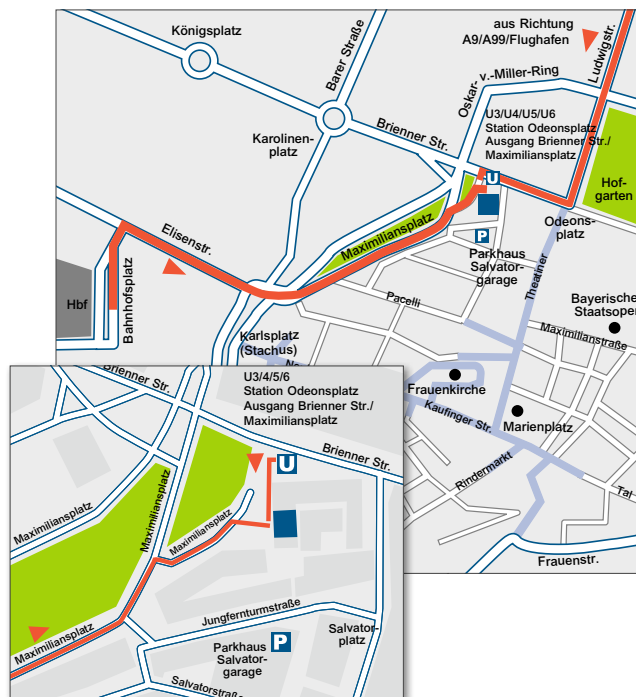 Königsplatz
Barer Straße
aus Richtung
A9/A99/Flughafen
Ludwigstr.
Oskar- v.-Miller-Ring
Karolinen-
platz
Brienner Str.
U3/U4/U5/U6
Station Odeonsplatz
Ausgang Brienner Str./
Maximiliansplatz
U
Hof-
garten
Elisenstr.
Maximiliansplatz
P
Odeons-
platz
Parkhaus
Salvator-
garage
Theatiner
Hbf
Bahnhofsplatz
Pacelli
Bayerische
Staatsoper
Maximilianstraße
Karlsplatz
(Stachus)
Frauenkirche
Kaufinger Str.
Marienplatz
Rindermarkt
Tal
Frauenstr.
Brienner Str.
U3/4/5/6
Station Odeonsplatz
Ausgang Brienner Str./
Maximiliansplatz
Brienner Str.
U
Maximiliansplatz
Maximiliansplatz
Maximiliansplatz
Maximiliansplatz
Jungfernturmstraße
Salvator-
platz
Parkhaus
Salvator-
garage
P
Salvatorstraße